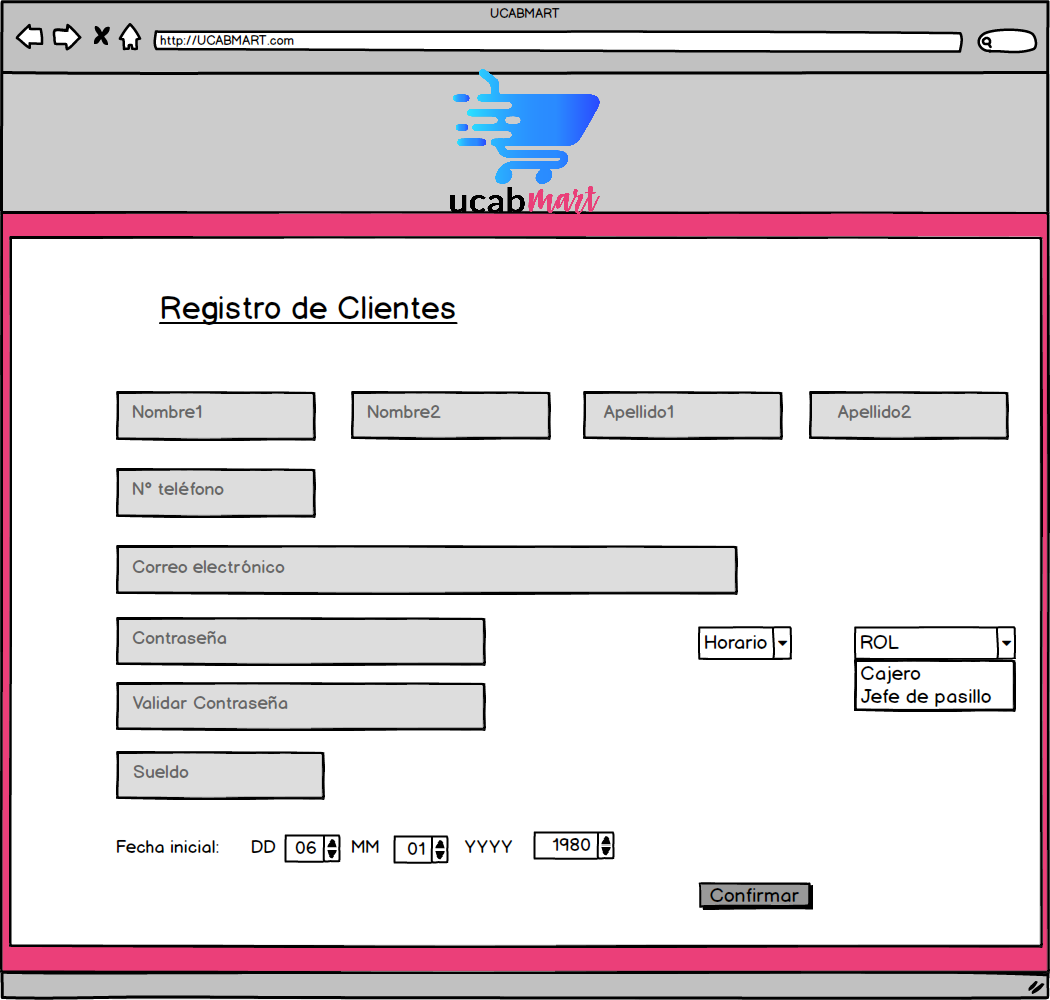 UCABMART
http://UCABMART.com
ucabmart
Registro de Clientes
Nombre1 Nombre2 Apellido1 Apellido2
N° teléfono
Correo electrónico
Contraseña
Horario ROL
Cajero
Jefe de pasillo
Validar Contraseña
Sueldo
Fecha inicial: DD 06 MM 01 YYYY 1980
Confirmar